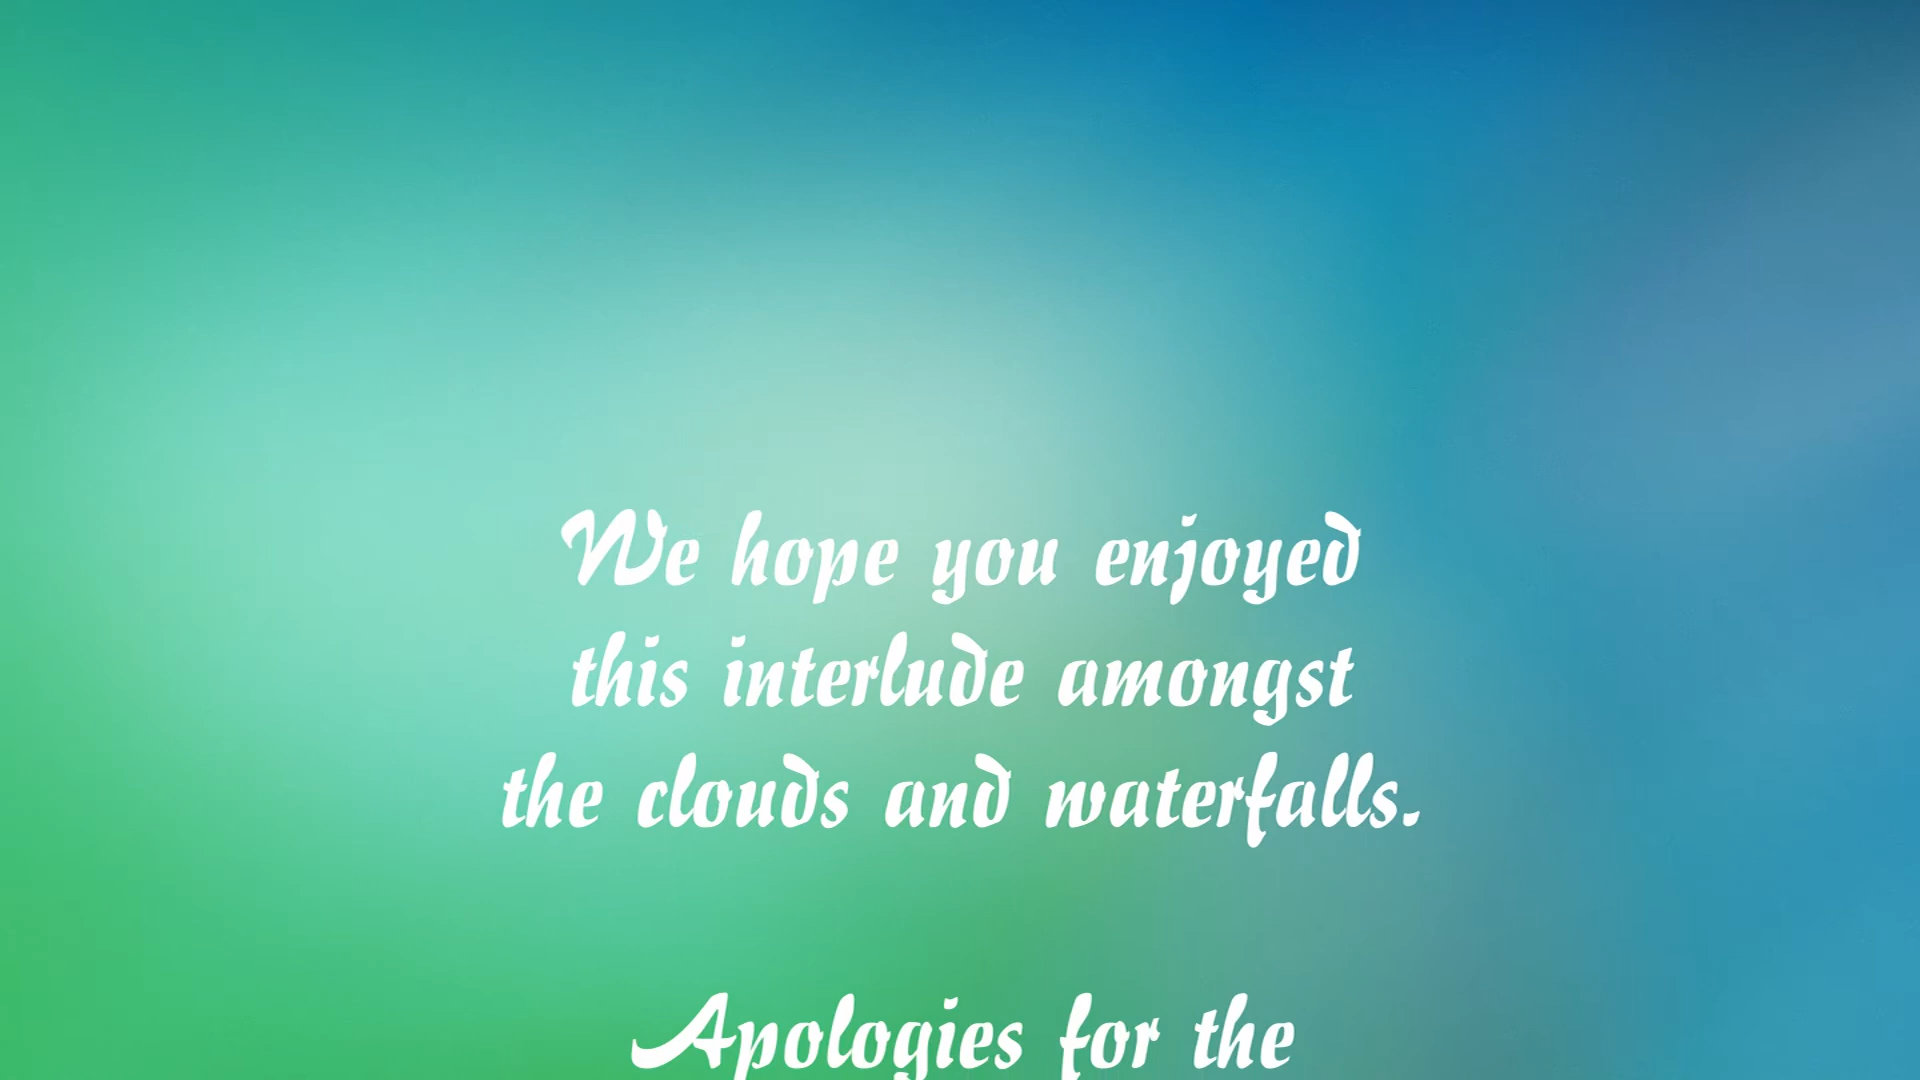 We hope you enjoyed
this interlude amongst
the clouds and waterfalls.
Apologies for the